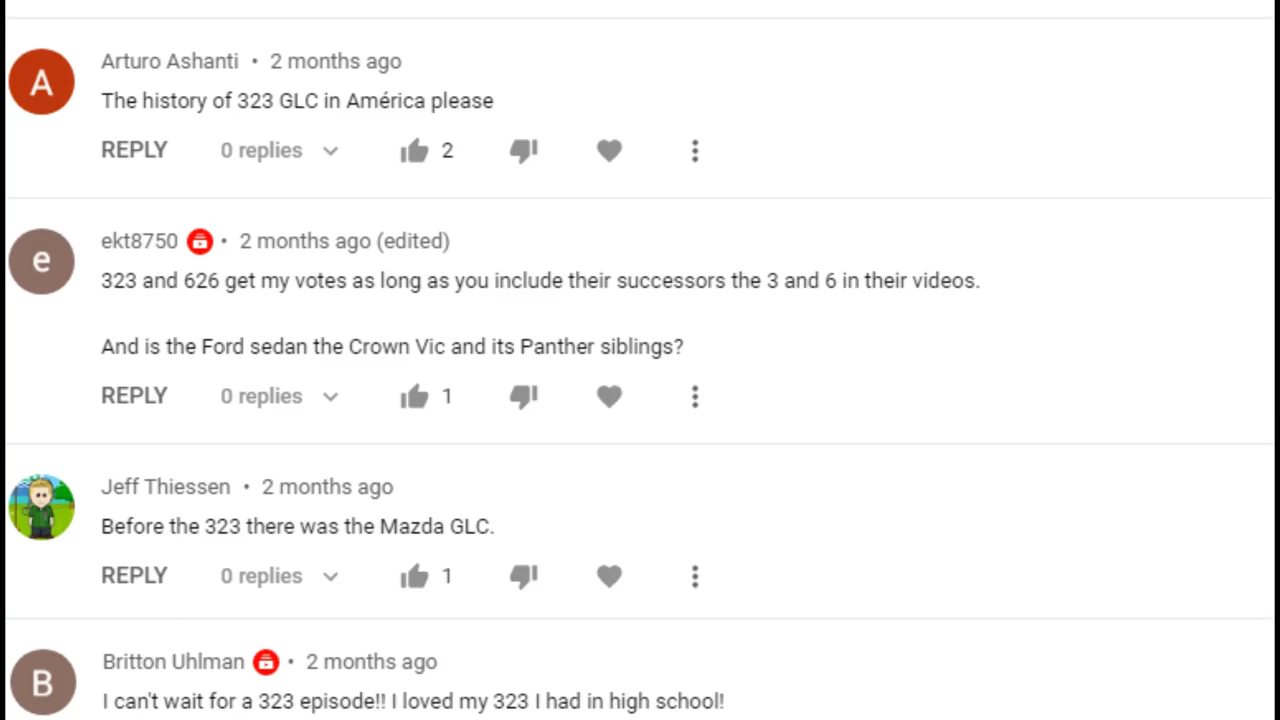 A
Arturo Ashanti • 2 months ago
The history of 323 GLC in América please
REPLY 0 replies 2
e
ekt8750 • 2 months ago (edited)
323 and 626 get my votes as long as you include their successors the 3 and 6 in their videos.
And is the Ford sedan the Crown Vic and its Panther siblings?
REPLY 0 replies 1
Jeff Thiessen • 2 months ago
Before the 323 there was the Mazda GLC.
REPLY 0 replies 1
B
Britton Uhlman • 2 months ago
I can't wait for a 323 episode!! I loved my 323 I had in high school!